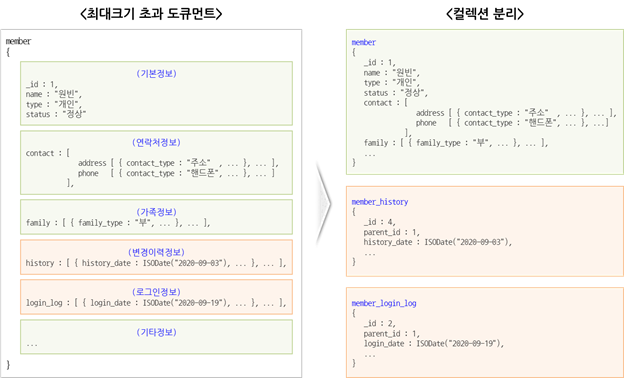 <최대크기 초과 도큐먼트>
member
{
(기본정보)
_id : 1,
name : "원빈",
type : "개인",
status : "정상"
(연락처정보)
contact : [
address [ { contact_type : "주소" , ... }, ... ],
phone [ { contact_type : "핸드폰", ... }, ... ]
],
(가족정보)
family : [ { family_type : "부", ... }, ... ],
(변경이력정보)
history : [ { history_date : ISODate("2020-09-03"), ... }, ... ],
(로그인정보)
login_log : [ { login_date : ISODate("2020-09-19"), ... }, ... ],
(기타정보)
...
}
<컬렉션 분리>
member
{
_id : 1,
name : "원빈",
type : "개인",
status : "정상",
contact : [
address [ { contact_type : "주소" , ... }, ... ],
phone [ { contact_type : "핸드폰", ... }, ...]
],
family : [ { family_type : "부", ... }, ... ],
...
}
member_history
{
_id : 4,
parent_id : 1,
history_date : ISODate("2020-09-03"),
...
}
member_login_log
{
_id : 2,
parent_id : 1,
login_date : ISODate("2020-09-19"),
...
}